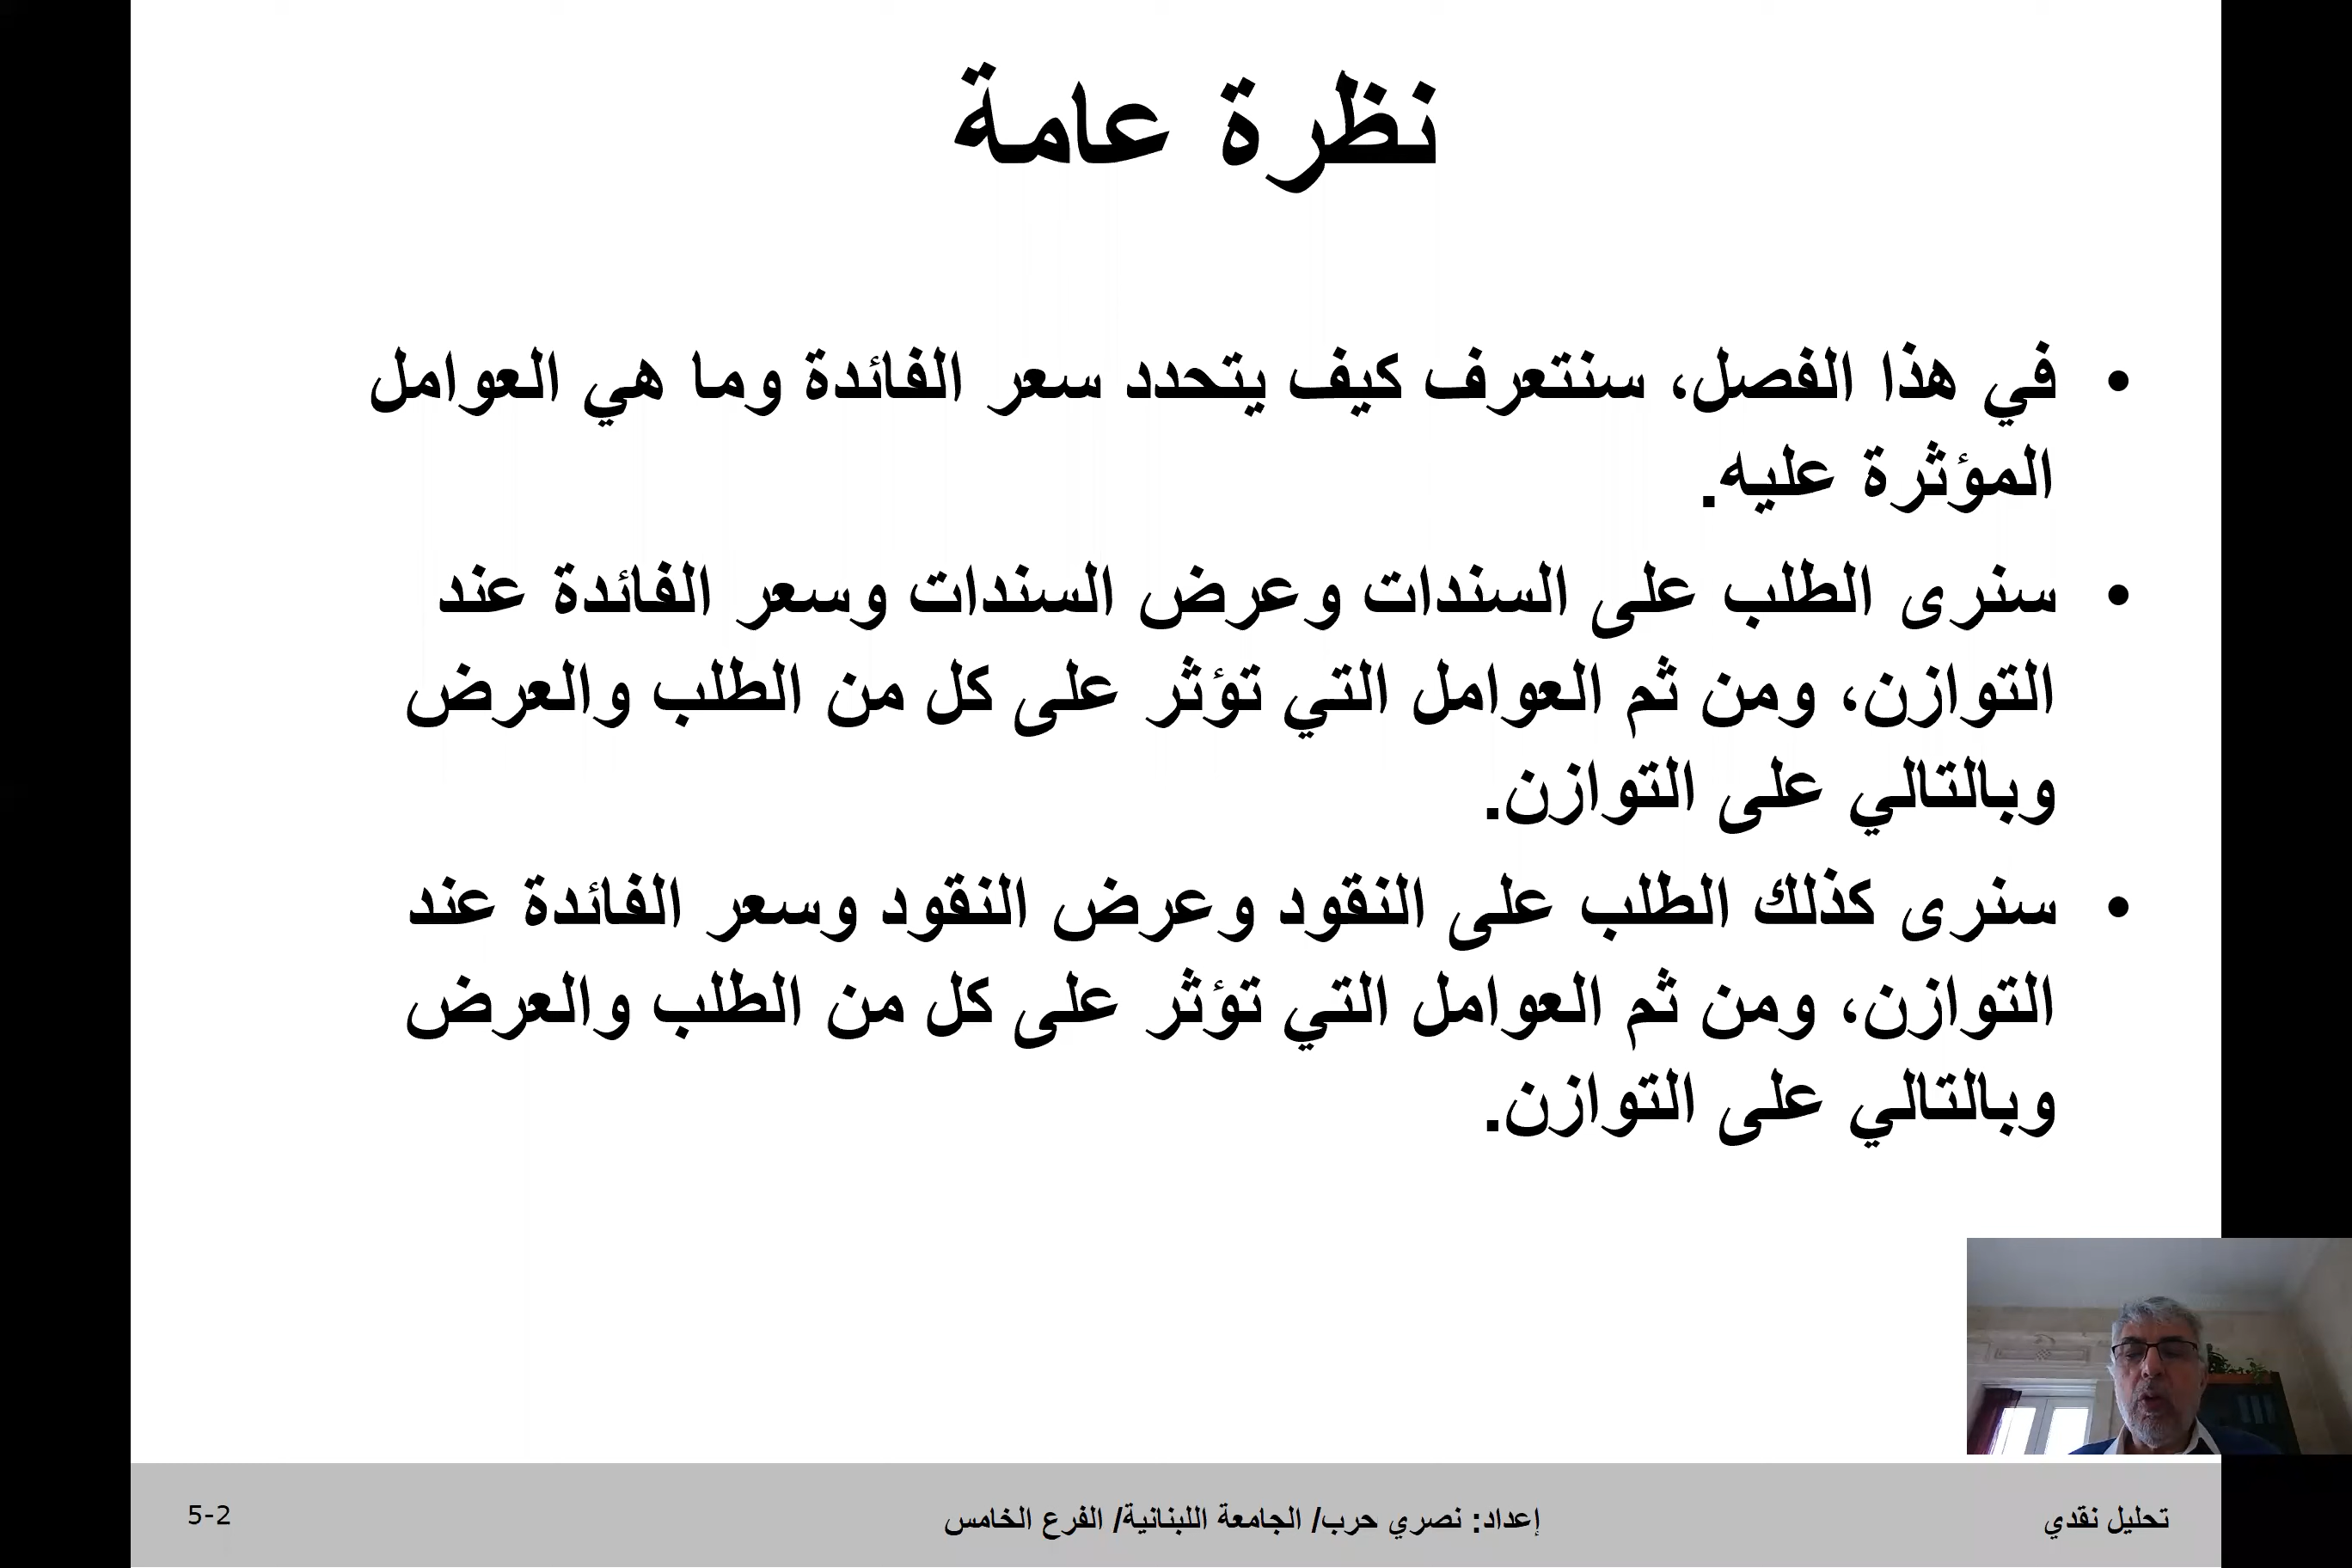 نظرة عامة
• في هذا الفصل، سنتعرف كيف يتحدد سعر الفائدة وما هي العوامل
المؤثرة عليه.
• سنرى الطلب على السندات وعرض السندات وسعر الفائدة عند
التوازن، ومن ثم العوامل التي تؤثر على كل من الطلب والعرض
وبالتالي على التوازن.
• سنرى كذلك الطلب على النقود وعرض النقود وسعر الفائدة عند
التوازن، ومن ثم العوامل التي تؤثر على كل من الطلب والعرض
وبالتالي على التوازن.
تحليل نقدي
إعداد: نصري حرب/ الجامعة اللبنانية/ الفرع الخامس
5-2